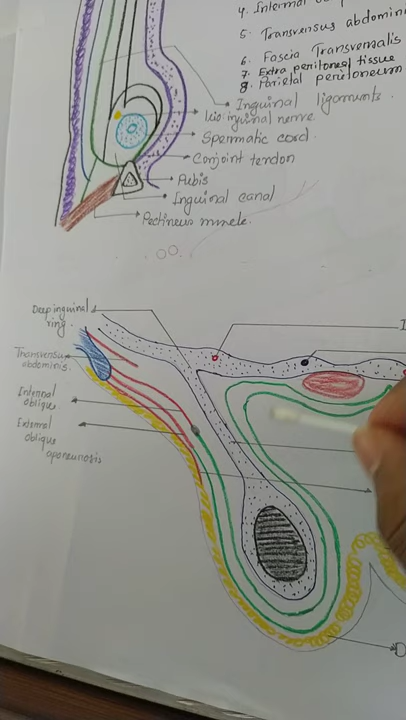 4. Internal
5. Transversus abdomini
6. Fascia Transversalis
7. Extra peritoneal tissue
8. Parietal peritoneum
Inguinal ligaments.
Ilio inguinal nerve.
Spermatic cord.
Conjoint tendon
Pubis
Inguinal canal
Pectineus muscle.
Deep inguinal
ring.
Transversus
abdominis.
Internal
oblique
External
oblique
aponeurosis
D